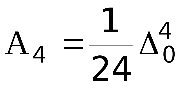 A₄ = 1/24 Δ₀⁴